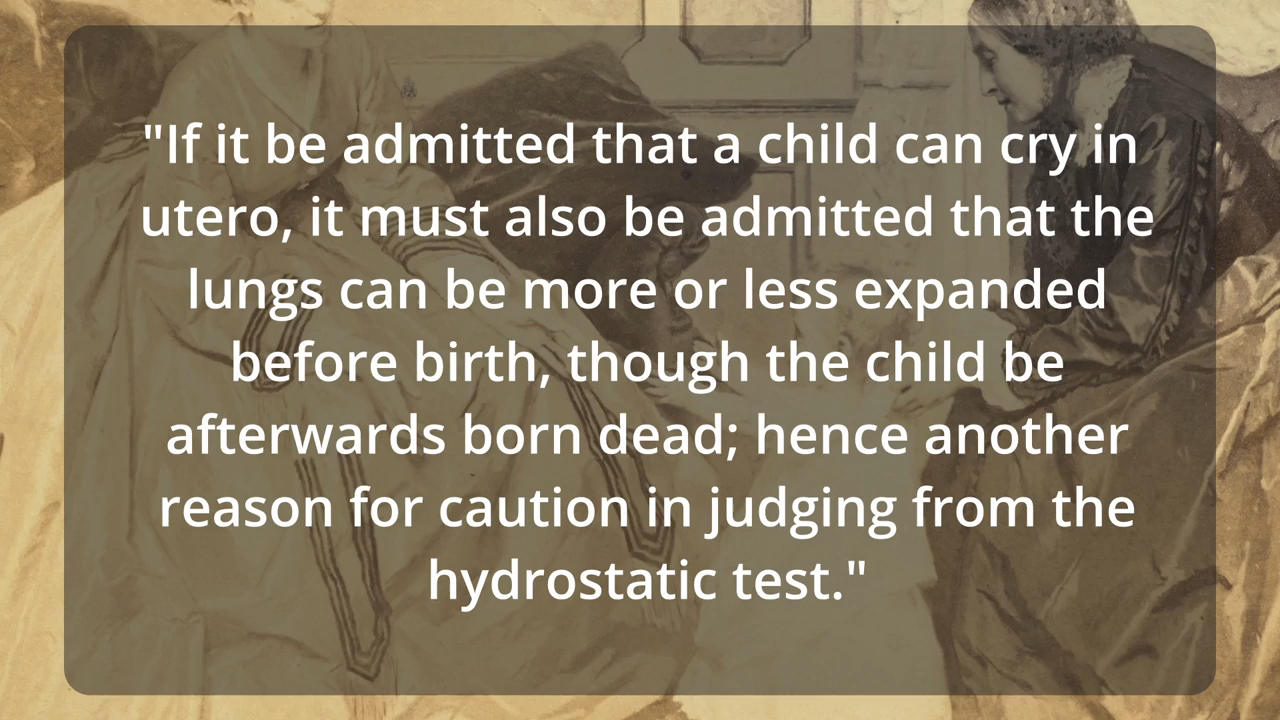 "If it be admitted that a child can cry in
utero, it must also be admitted that the
lungs can be more or less expanded
before birth, though the child be
afterwards born dead; hence another
reason for caution in judging from the
hydrostatic test."